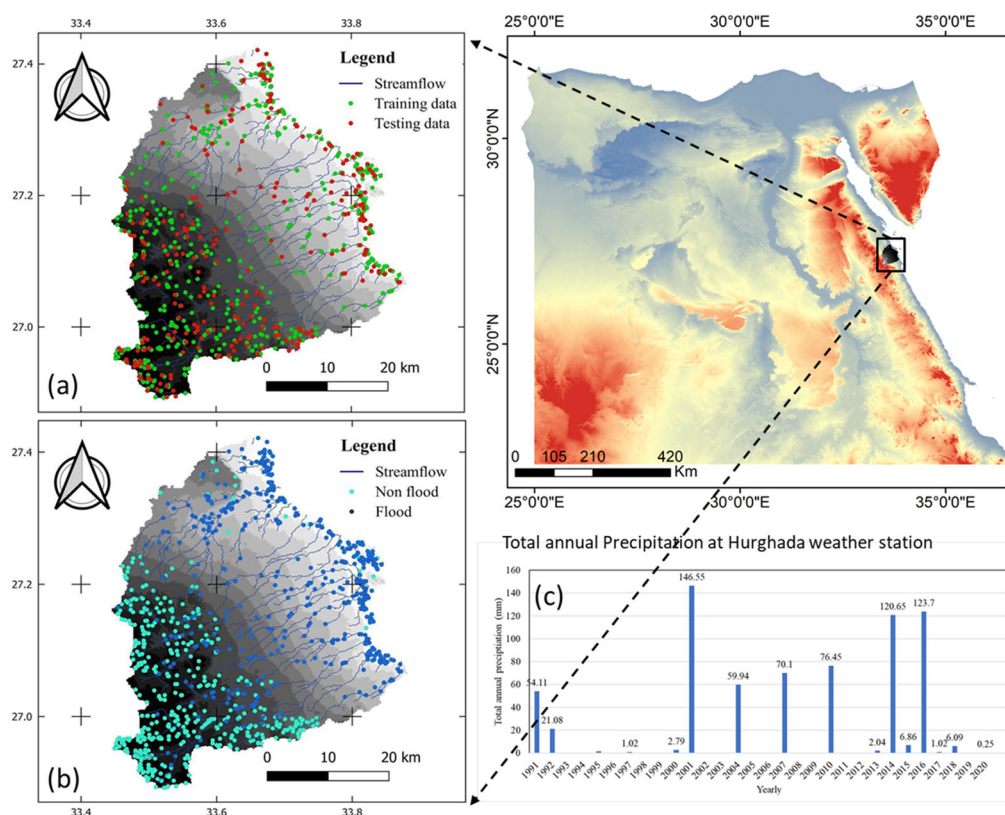 33.4 33.6 33.8
27.4
27.2
27.0
Legend
Streamflow
Training data
Testing data
0 10 20 km
(a)
27.4
27.2
27.0
Legend
Streamflow
Non flood
Flood
0 10 20 km
(b)
33.4 33.6 33.8
25°0'0"E 30°0'0"E 35°0'0"E
30°0'0"N
25°0'0"N
0 105 210 420
Km
25°0'0"E 30°0'0"E 35°0'0"E
Total annual Precipitation at Hurghada weather station
(c)
Total annual preciptiation (mm)
160
140
120
100
80
60
40
20
0
54.11
21.08
1.02
2.79
146.55
59.94
70.1
76.45
2.04
120.65
6.86
123.7
1.02
6.09
0.25
1991 1992 1993 1994 1995 1996 1997 1998 1999 2000 2001 2002 2003 2004 2005 2006 2007 2008 2009 2010 2011 2012 2013 2014 2015 2016 2017 2018 2019 2020
Yearly